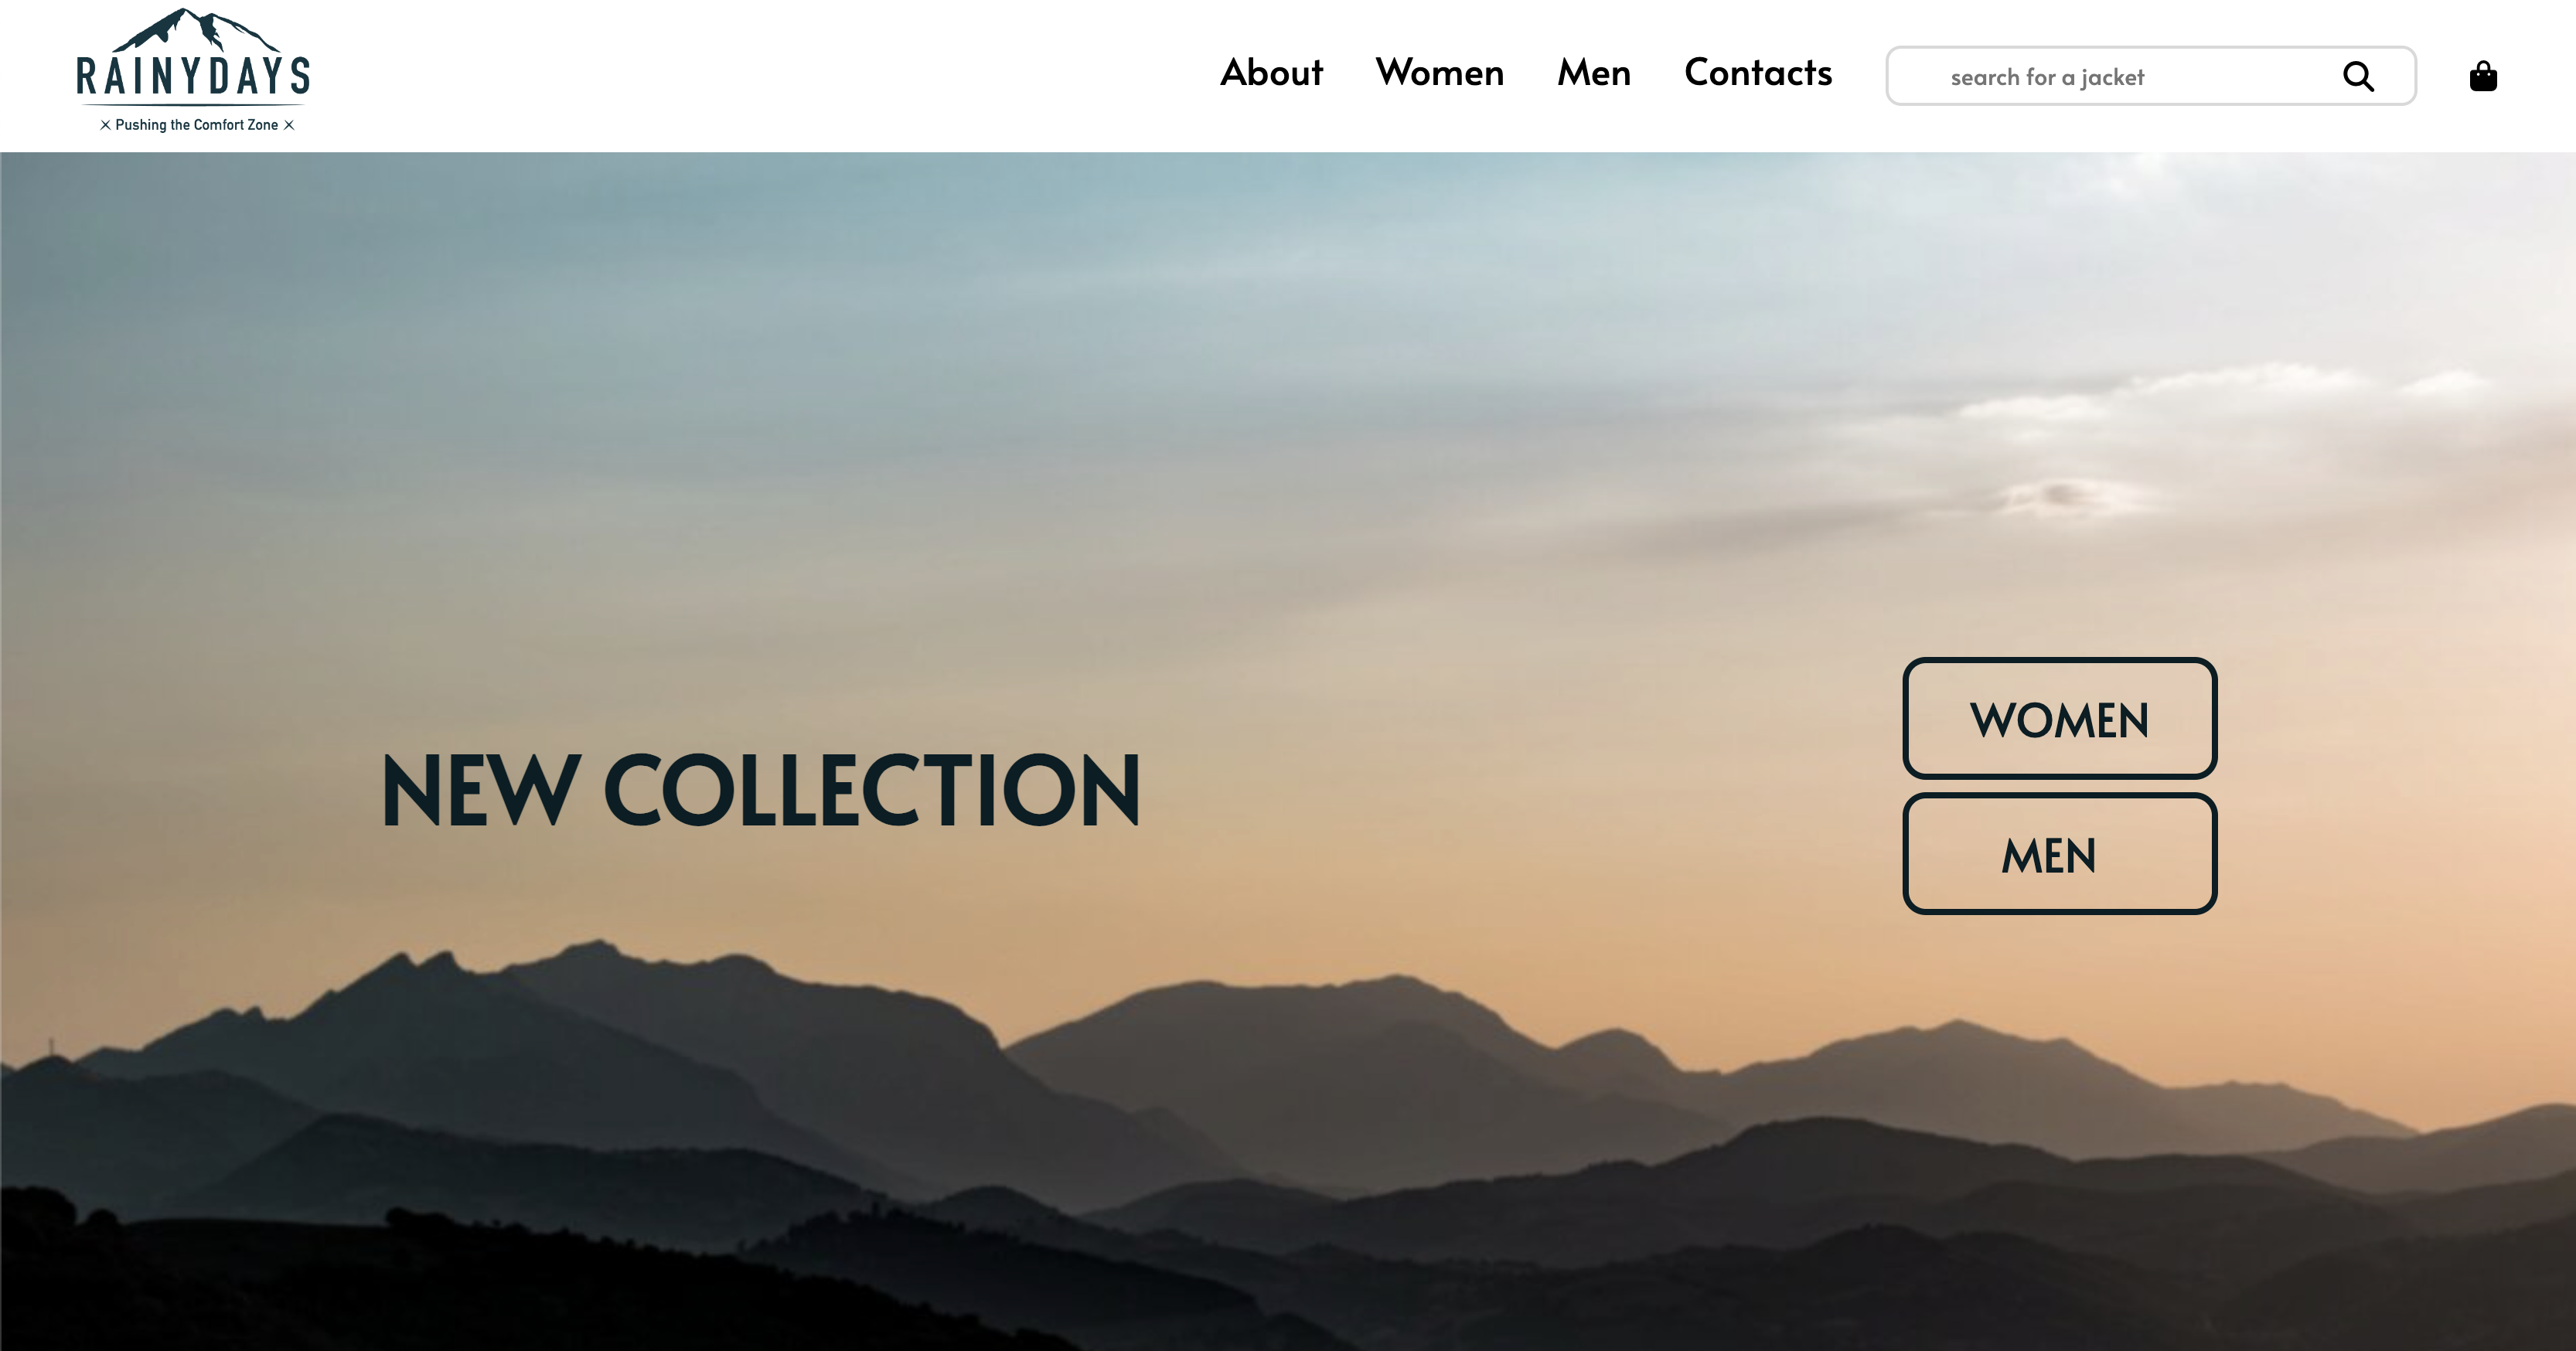 RAINYDAYS
Pushing the Comfort Zone
About
Women
Men
Contacts
search for a jacket
NEW COLLECTION
WOMEN
MEN